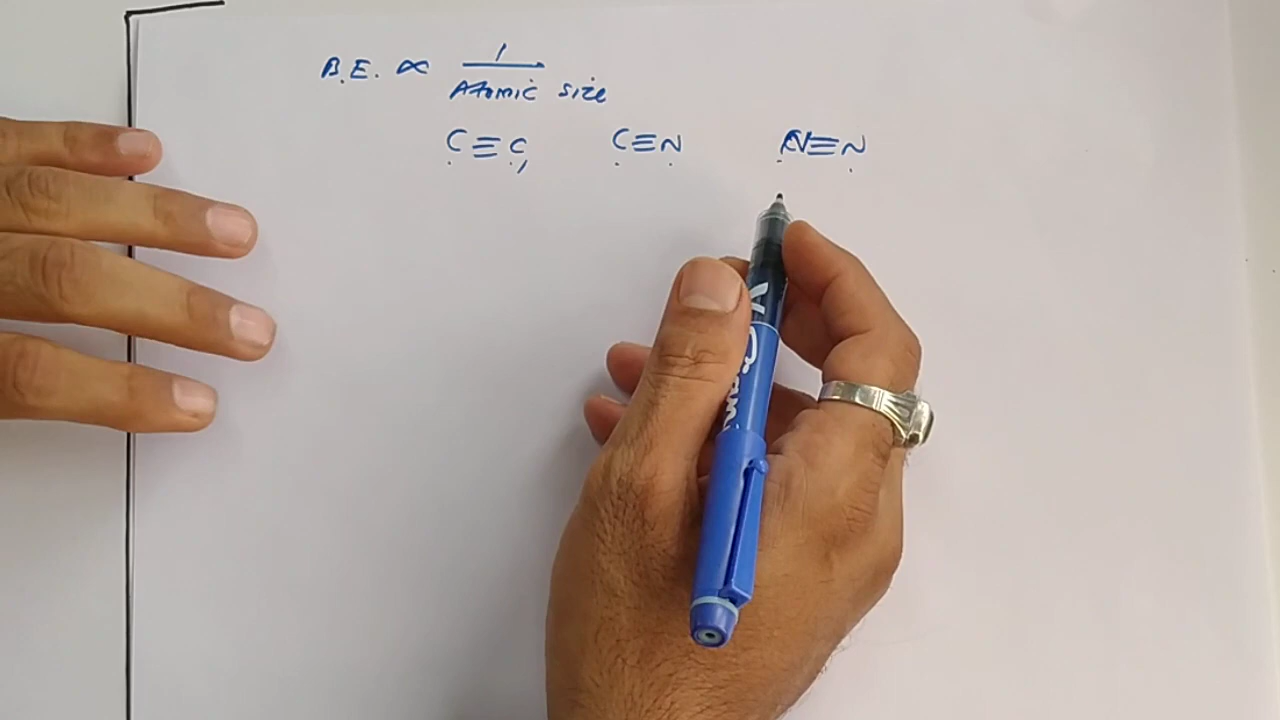 B.E. ∝ 1 / Atomic size
C≡C C≡N N≡N